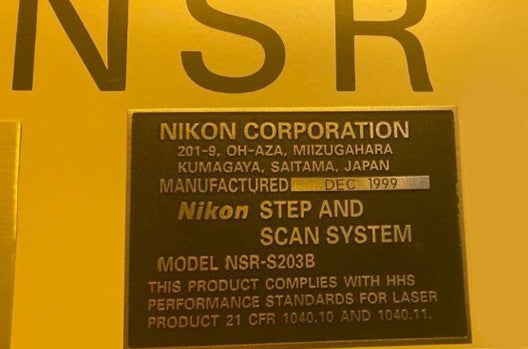 NSR
NIKON CORPORATION
201-9, OH-AZA, MIIZUGAHARA
KUMAGAYA, SAITAMA, JAPAN
MANUFACTURED DEC 1999
Nikon STEP AND
SCAN SYSTEM
MODEL NSR-S203B
THIS PRODUCT COMPLIES WITH HHS
PERFORMANCE STANDARDS FOR LASER
PRODUCT 21 CFR 1040.10 AND 1040.11.